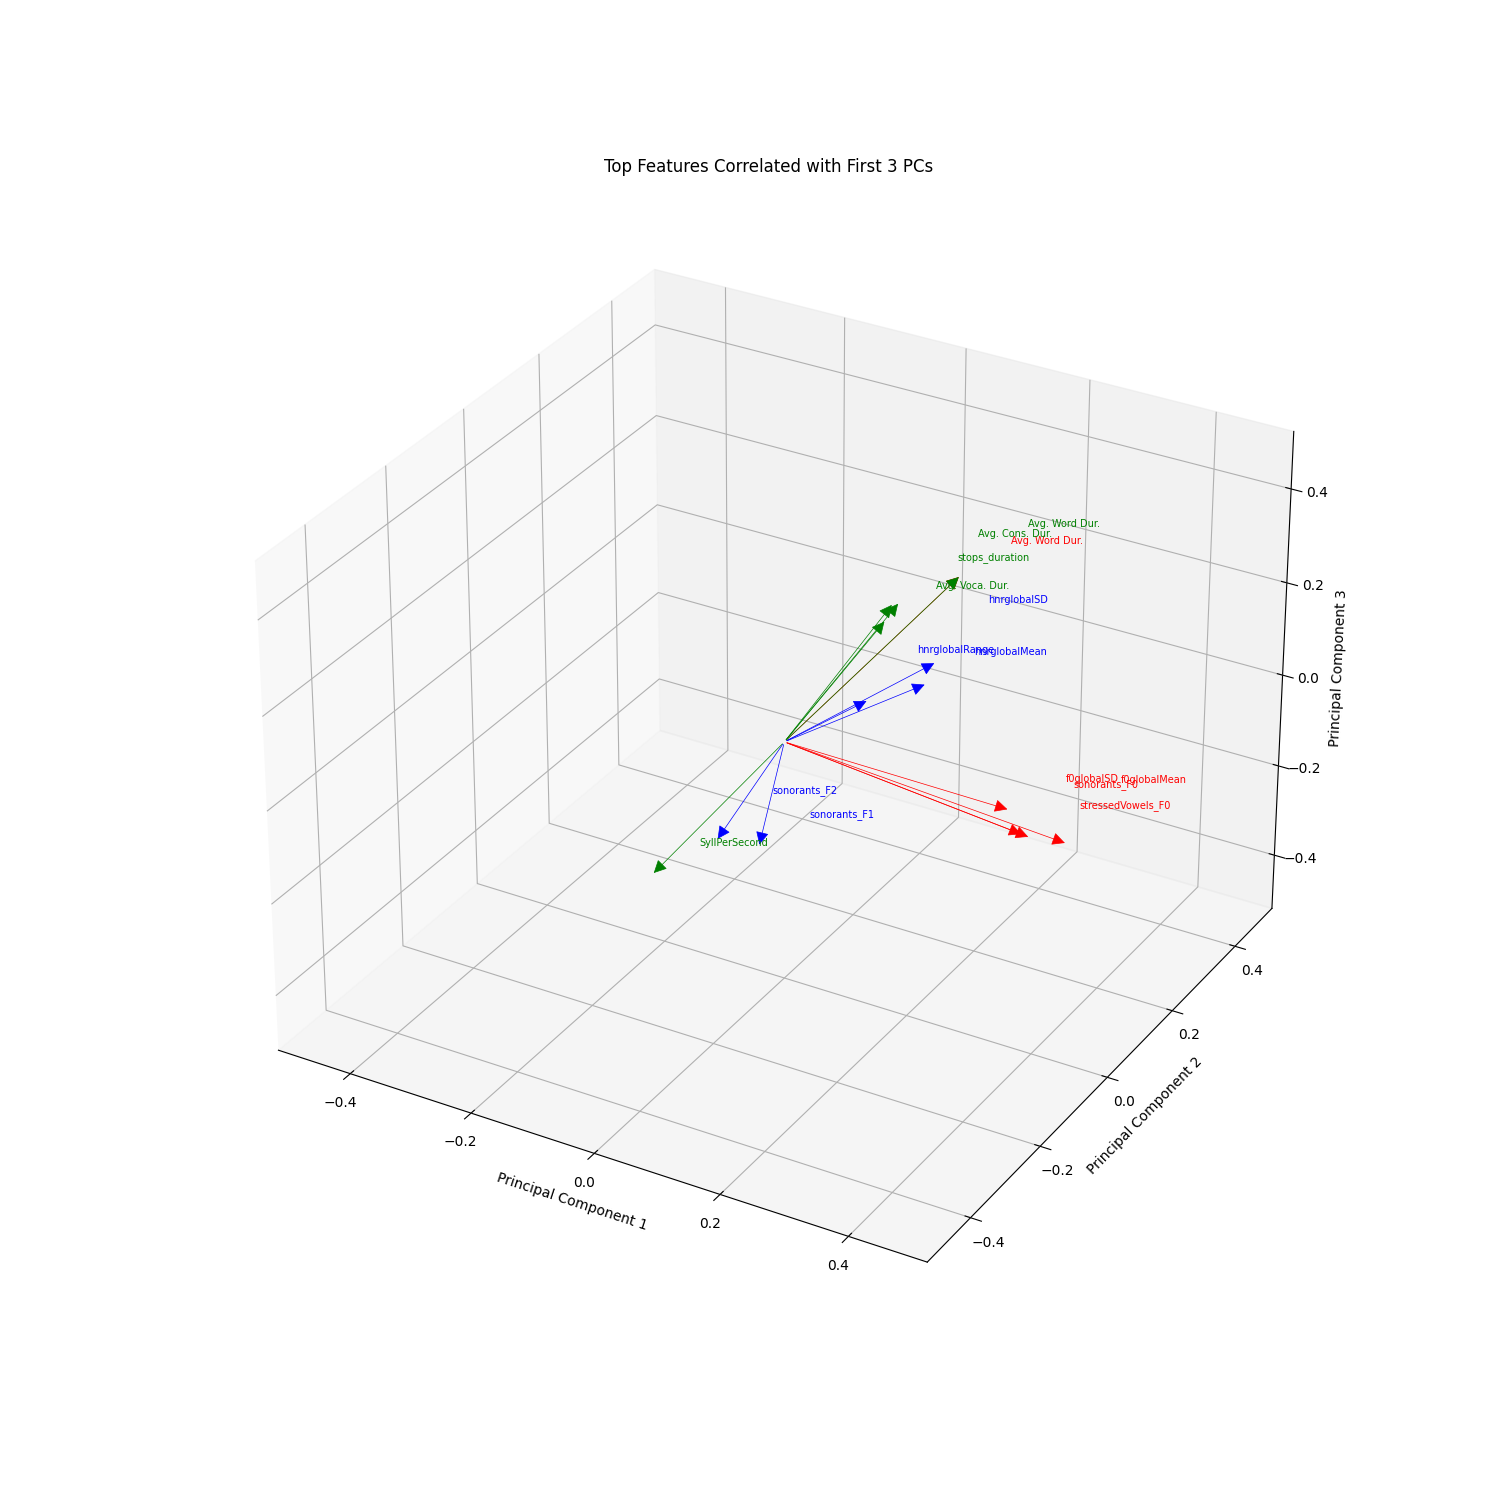 Top Features Correlated with First 3 PCs
0.4
Avg. Word Dur.
Avg. Cons. Dur.
Avg. Word Dur.
stops_duration
Avg. Voca. Dur.
0.2
hnrglobalSD
hnrglobalRange
hnrglobalMean
0.0
Principal Component 3
−0.2
f0globalSD
f0globalMean
sonorants_F0
stressedVowels_F0
sonorants_F2
sonorants_F1
SyllPerSecond
−0.4
0.4
0.2
0.0
−0.2
−0.4
Principal Component 2
−0.4
−0.2
0.0
0.2
0.4
Principal Component 1